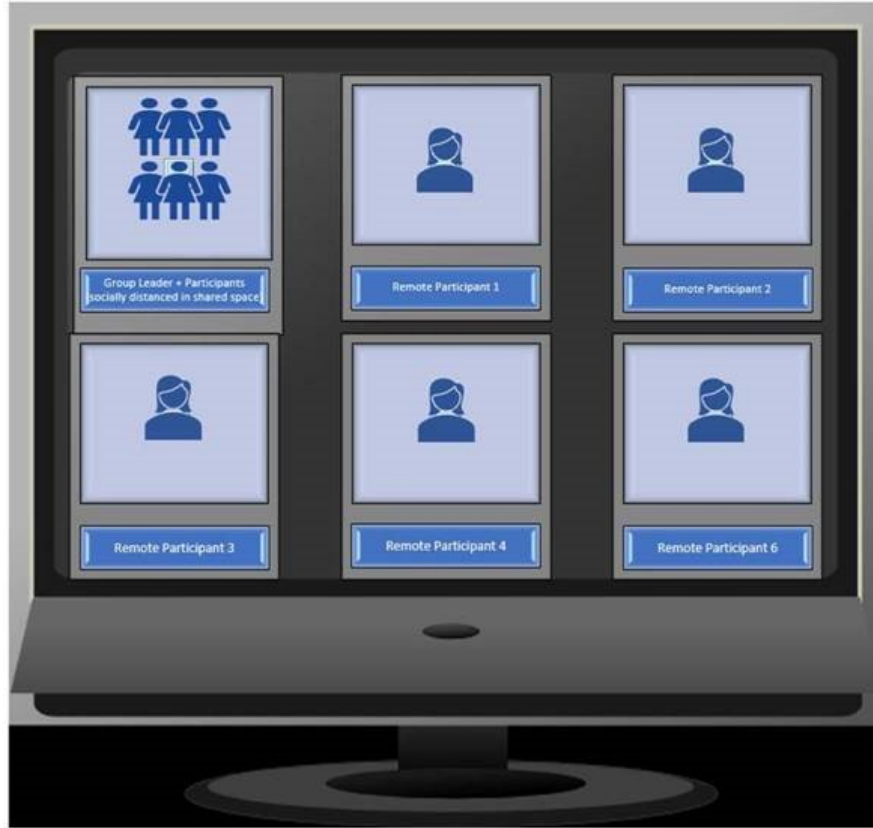 Group Leader + Participants
socially distanced in shared space
Remote Participant 1
Remote Participant 2
Remote Participant 3
Remote Participant 4
Remote Participant 6